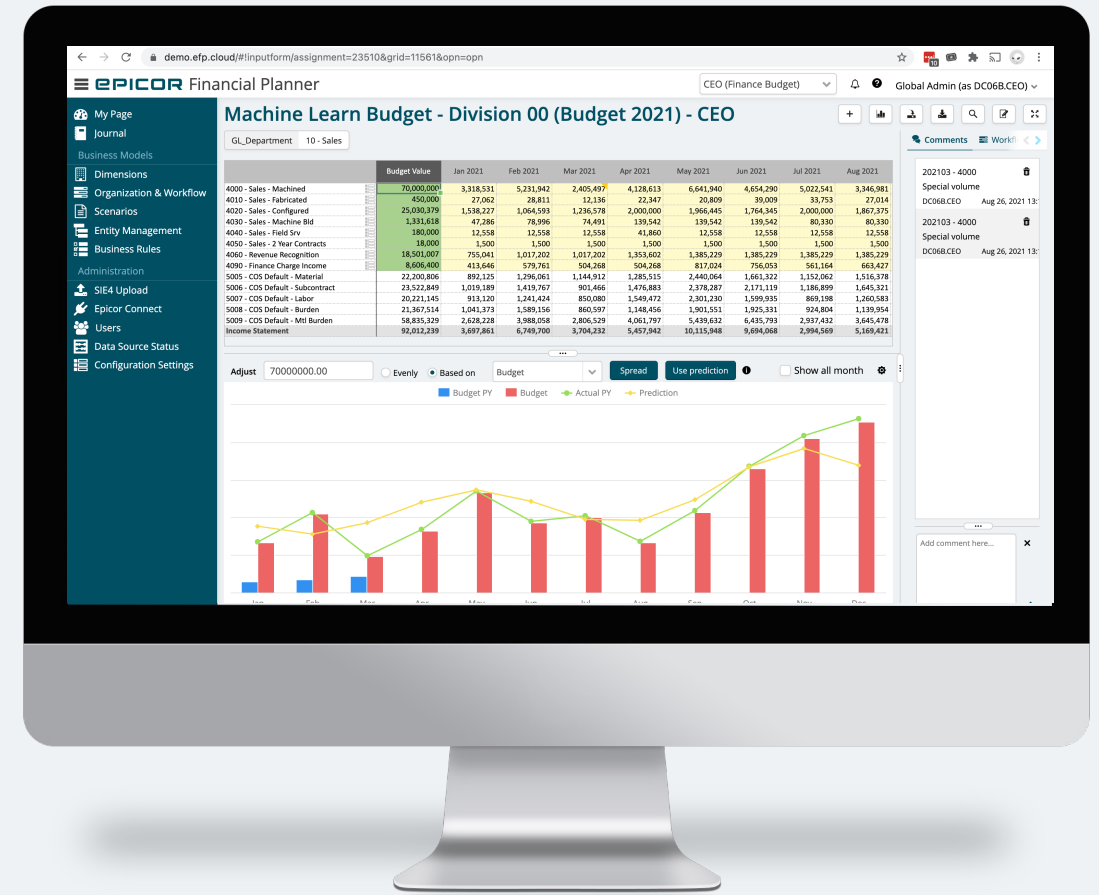 demo.efp.cloud/#!inputform/assignment=23510&grid=11561&opn=opn
10
EPICOR Financial Planner
CEO (Finance Budget)
Global Admin (as DC06B.CEO)
My Page
Journal
Business Models
Dimensions
Organization & Workflow
Scenarios
Entity Management
Business Rules
Administration
SIE4 Upload
Epicor Connect
Users
Data Source Status
Configuration Settings
Machine Learn Budget - Division 00 (Budget 2021) - CEO
GL_Department 10 - Sales
Budget Value Jan 2021 Feb 2021 Mar 2021 Apr 2021 May 2021 Jun 2021 Jul 2021 Aug 2021
4000 - Sales - Machined 70,000,000 3,318,531 5,231,942 2,405,497 4,128,613 6,641,940 4,654,290 5,022,541 3,346,981
4010 - Sales - Fabricated 450,000 27,062 28,811 12,136 22,347 20,809 39,009 33,753 27,014
4020 - Sales - Configured 25,030,379 1,538,227 1,064,593 1,236,578 2,000,000 1,966,445 1,764,345 2,000,000 1,867,375
4030 - Sales - Machine Bld 1,331,618 47,286 78,996 74,491 139,542 139,542 139,542 80,330 80,330
4040 - Sales - Field Srv 180,000 12,558 12,558 12,558 41,860 12,558 12,558 12,558 12,558
4050 - Sales - 2 Year Contracts 18,000 1,500 1,500 1,500 1,500 1,500 1,500 1,500 1,500
4060 - Revenue Recognition 18,501,007 755,041 1,017,202 1,017,202 1,353,602 1,385,229 1,385,229 1,385,229 1,385,229
4090 - Finance Charge Income 8,606,400 413,646 579,761 504,268 504,268 817,024 756,053 561,164 663,427
5005 - COS Default - Material 22,200,806 892,125 1,296,061 1,144,912 1,285,515 2,440,064 1,661,322 1,152,062 1,516,378
5006 - COS Default - Subcontract 23,522,849 1,019,189 1,419,767 901,466 1,476,883 2,378,287 2,171,119 1,186,899 1,645,321
5007 - COS Default - Labor 20,221,145 913,120 1,241,424 850,080 1,549,472 2,301,230 1,599,935 869,198 1,260,583
5008 - COS Default - Burden 21,367,514 1,041,373 1,589,156 860,597 1,148,456 1,901,551 1,925,331 924,804 1,139,954
5009 - COS Default - Mtl Burden 58,835,329 2,628,228 3,988,058 2,806,529 4,061,797 5,439,632 6,435,793 2,937,432 3,645,478
Income Statement 92,012,239 3,697,861 6,749,700 3,704,232 5,457,942 10,115,948 9,694,068 2,994,569 5,169,421
Adjust 70000000.00 Evenly Based on Budget Spread Use prediction Show all month
Budget PY Budget Actual PY Prediction
Comments Workfl
202103 - 4000
Special volume
DC06B.CEO Aug 26, 2021 13:
202103 - 4000
Special volume
DC06B.CEO Aug 26, 2021 13:
Add comment here...